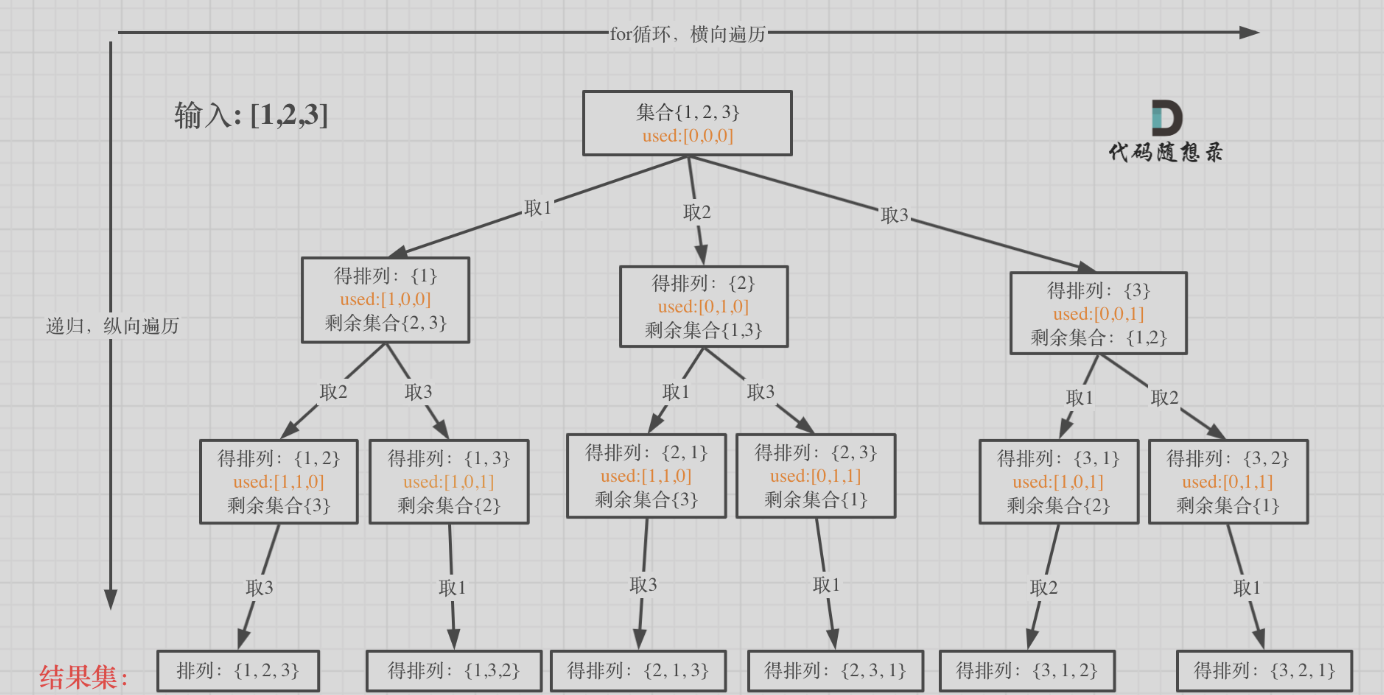 for循环，横向遍历
输入: [1,2,3]
集合{1, 2, 3}
used:[0,0,0]
代码随想录
取1
取2
取3
递归，纵向遍历
得排列：{1}
used:[1,0,0]
剩余集合{2, 3}
得排列：{2}
used:[0,1,0]
剩余集合{1,3}
得排列：{3}
used:[0,0,1]
剩余集合：{1,2}
取2
取3
取1
取3
取1
取2
得排列：{1, 2}
used:[1,1,0]
剩余集合{3}
得排列：{1, 3}
used:[1,0,1]
剩余集合{2}
得排列：{2, 1}
used:[1,1,0]
剩余集合{3}
得排列：{2, 3}
used:[0,1,1]
剩余集合{1}
得排列：{3, 1}
used:[1,0,1]
剩余集合{2}
得排列：{3, 2}
used:[0,1,1]
剩余集合{1}
取3
取1
取3
取1
取2
取1
结果集：
排列：{1, 2, 3}
得排列：{1,3,2}
得排列：{2, 1, 3}
得排列：{2, 3, 1}
得排列：{3, 1, 2}
得排列：{3, 2, 1}